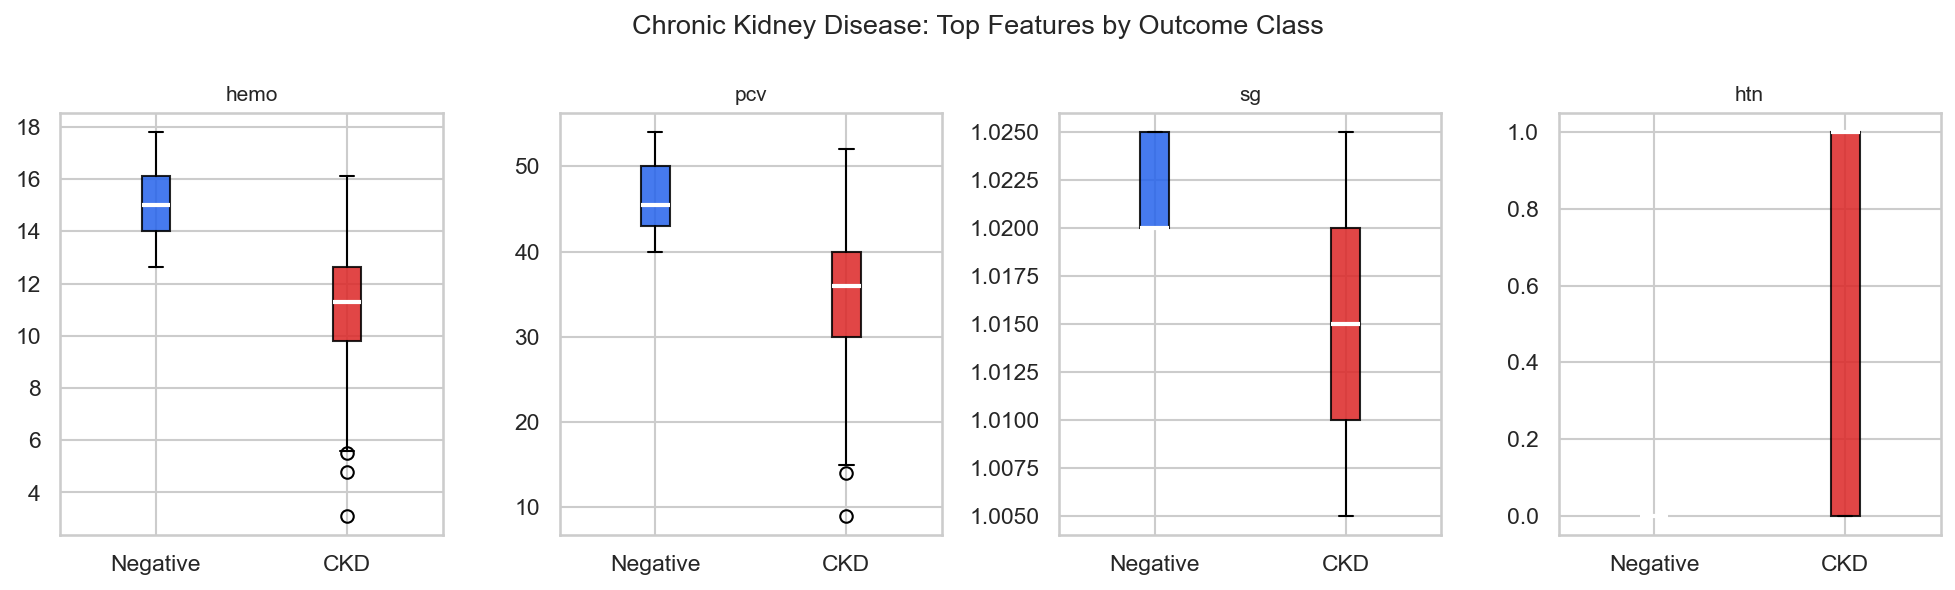 Chronic Kidney Disease: Top Features by Outcome Class
hemo
18
16
14
12
10
8
6
4
Negative
CKD
pcv
50
40
30
20
10
Negative
CKD
sg
1.0250
1.0225
1.0200
1.0175
1.0150
1.0125
1.0100
1.0075
1.0050
Negative
CKD
htn
1.0
0.8
0.6
0.4
0.2
0.0
Negative
CKD